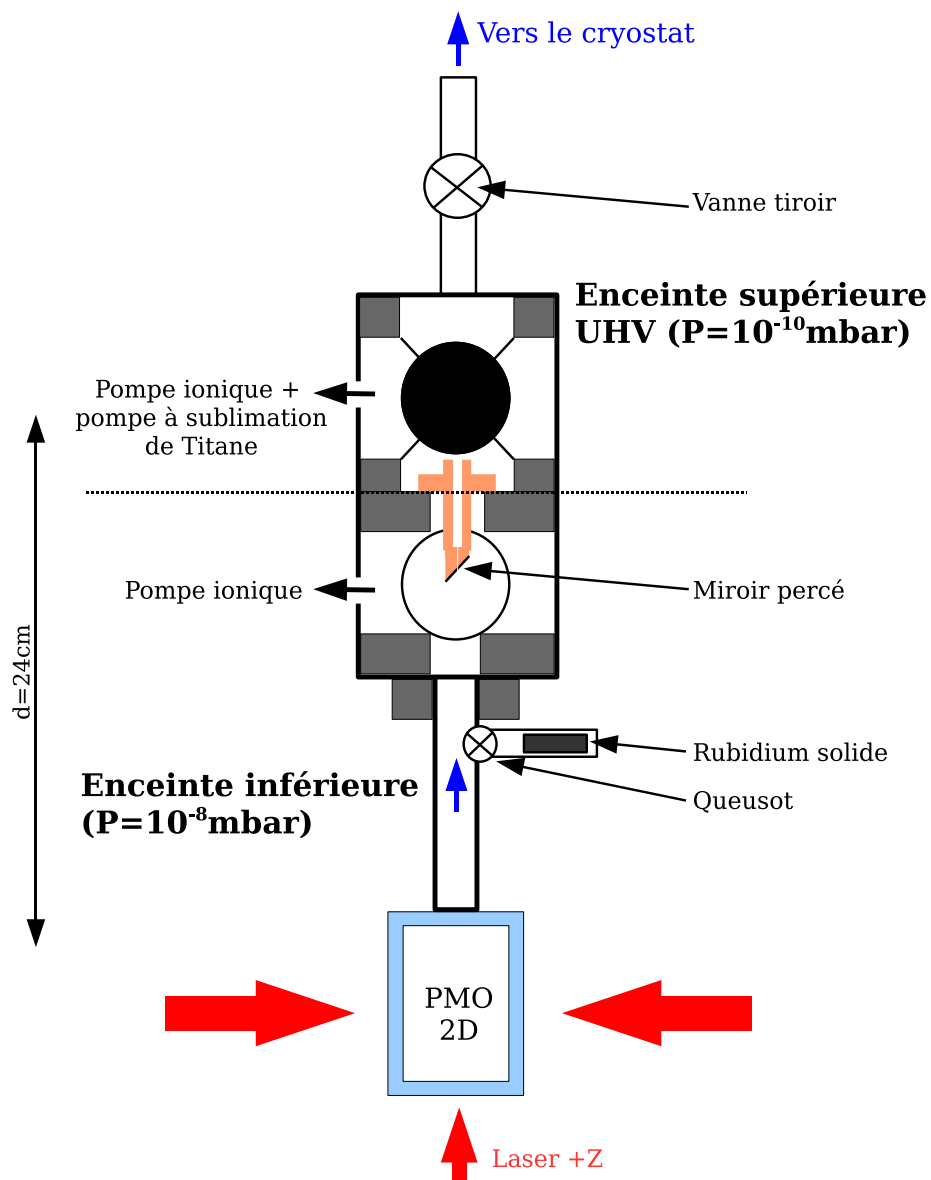 Vers le cryostat
Vanne tiroir
Enceinte supérieure
UHV (P=10⁻¹⁰mbar)
Pompe ionique +
pompe à sublimation
de Titane
Pompe ionique
Miroir percé
d=24cm
Rubidium solide
Queusot
Enceinte inférieure
(P=10⁻⁸mbar)
PMO
2D
Laser +Z